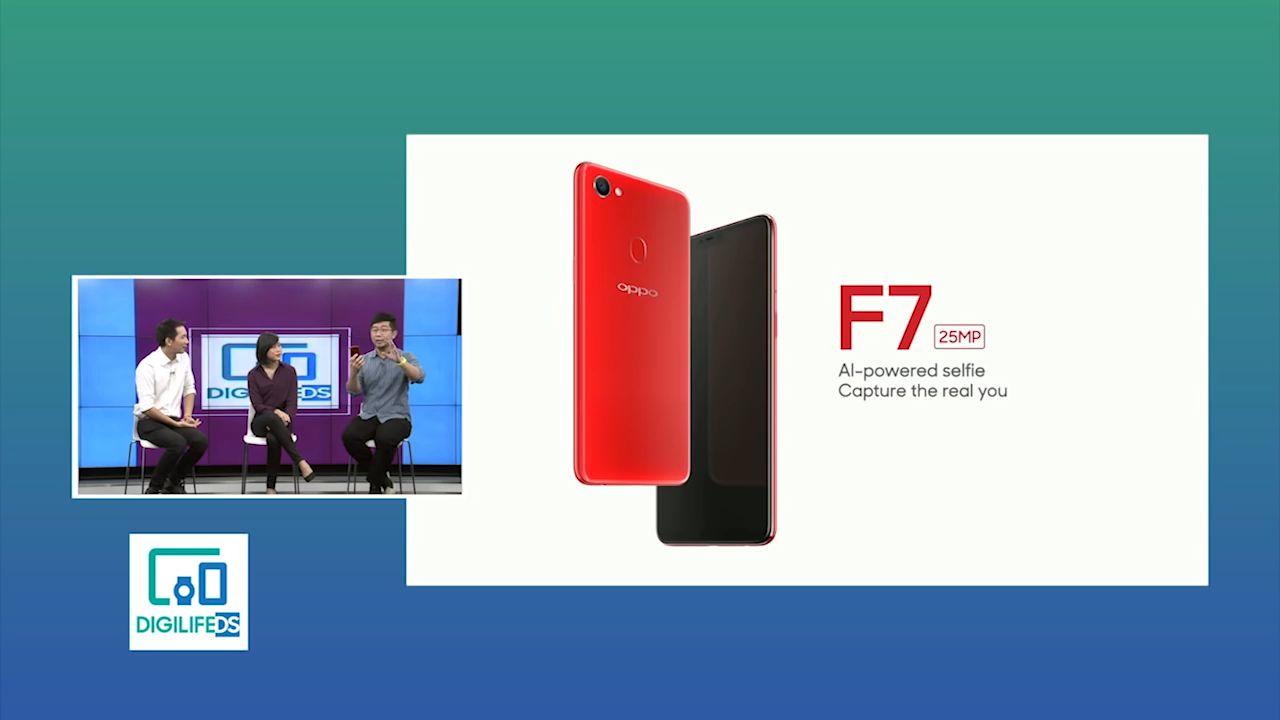 oppo
F7 25MP
AI-powered selfie
Capture the real you
DIGILIFEDS
DIGILIFEDS